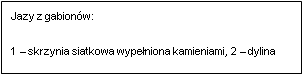 Jazy z gabionów:
1 – skrzynia siatkowa wypełniona kamieniami, 2 – dylina